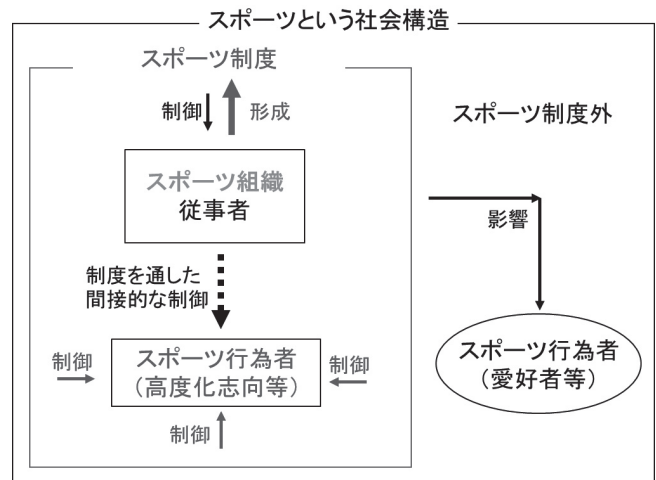 スポーツという社会構造
スポーツ制度
制御
形成
スポーツ制度外
スポーツ組織
従事者
影響
制度を通した
間接的な制御
スポーツ行為者
(高度化志向等)
制御
制御
制御
スポーツ行為者
(愛好者等)